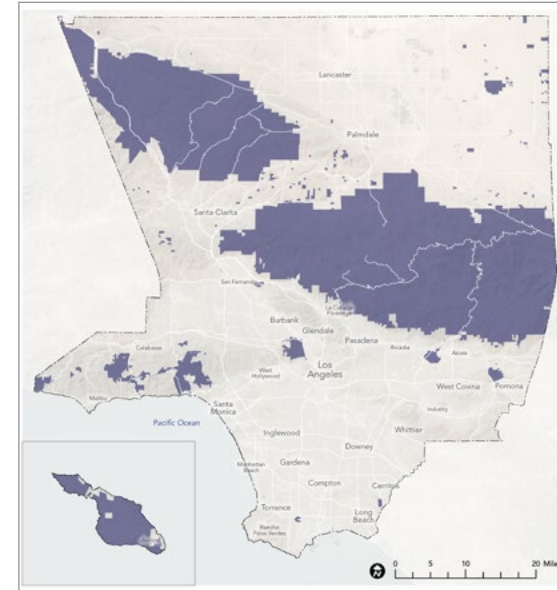 Lancaster
Palmdale
Santa Clarita
San Fernando
La Cañada
Flintridge
Burbank
Glendale
Pasadena
Arcadia
Azusa
Calabasas
West
Hollywood
Los
Angeles
West Covina
Pomona
Malibu
Santa
Monica
Industry
Whittier
Pacific Ocean
Inglewood
Downey
Manhattan
Beach
Gardena
Compton
Cerritos
Torrance
Long
Beach
Rancho
Palos Verdes
Avalon
0 5 10 20 Miles